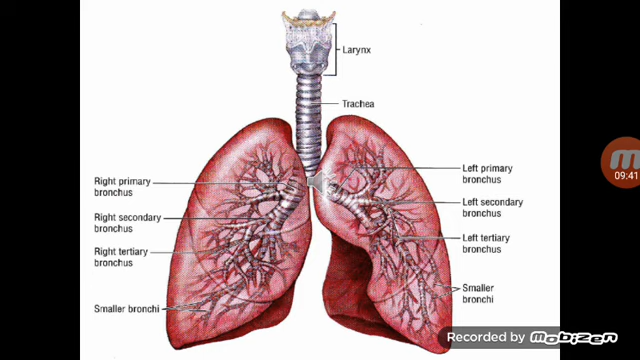 Larynx
Trachea
Right primary
bronchus
Right secondary
bronchus
Right tertiary
bronchus
Smaller bronchi
Left primary
bronchus
Left secondary
bronchus
Left tertiary
bronchus
Smaller
bronchi
09:41
Recorded by mobizen